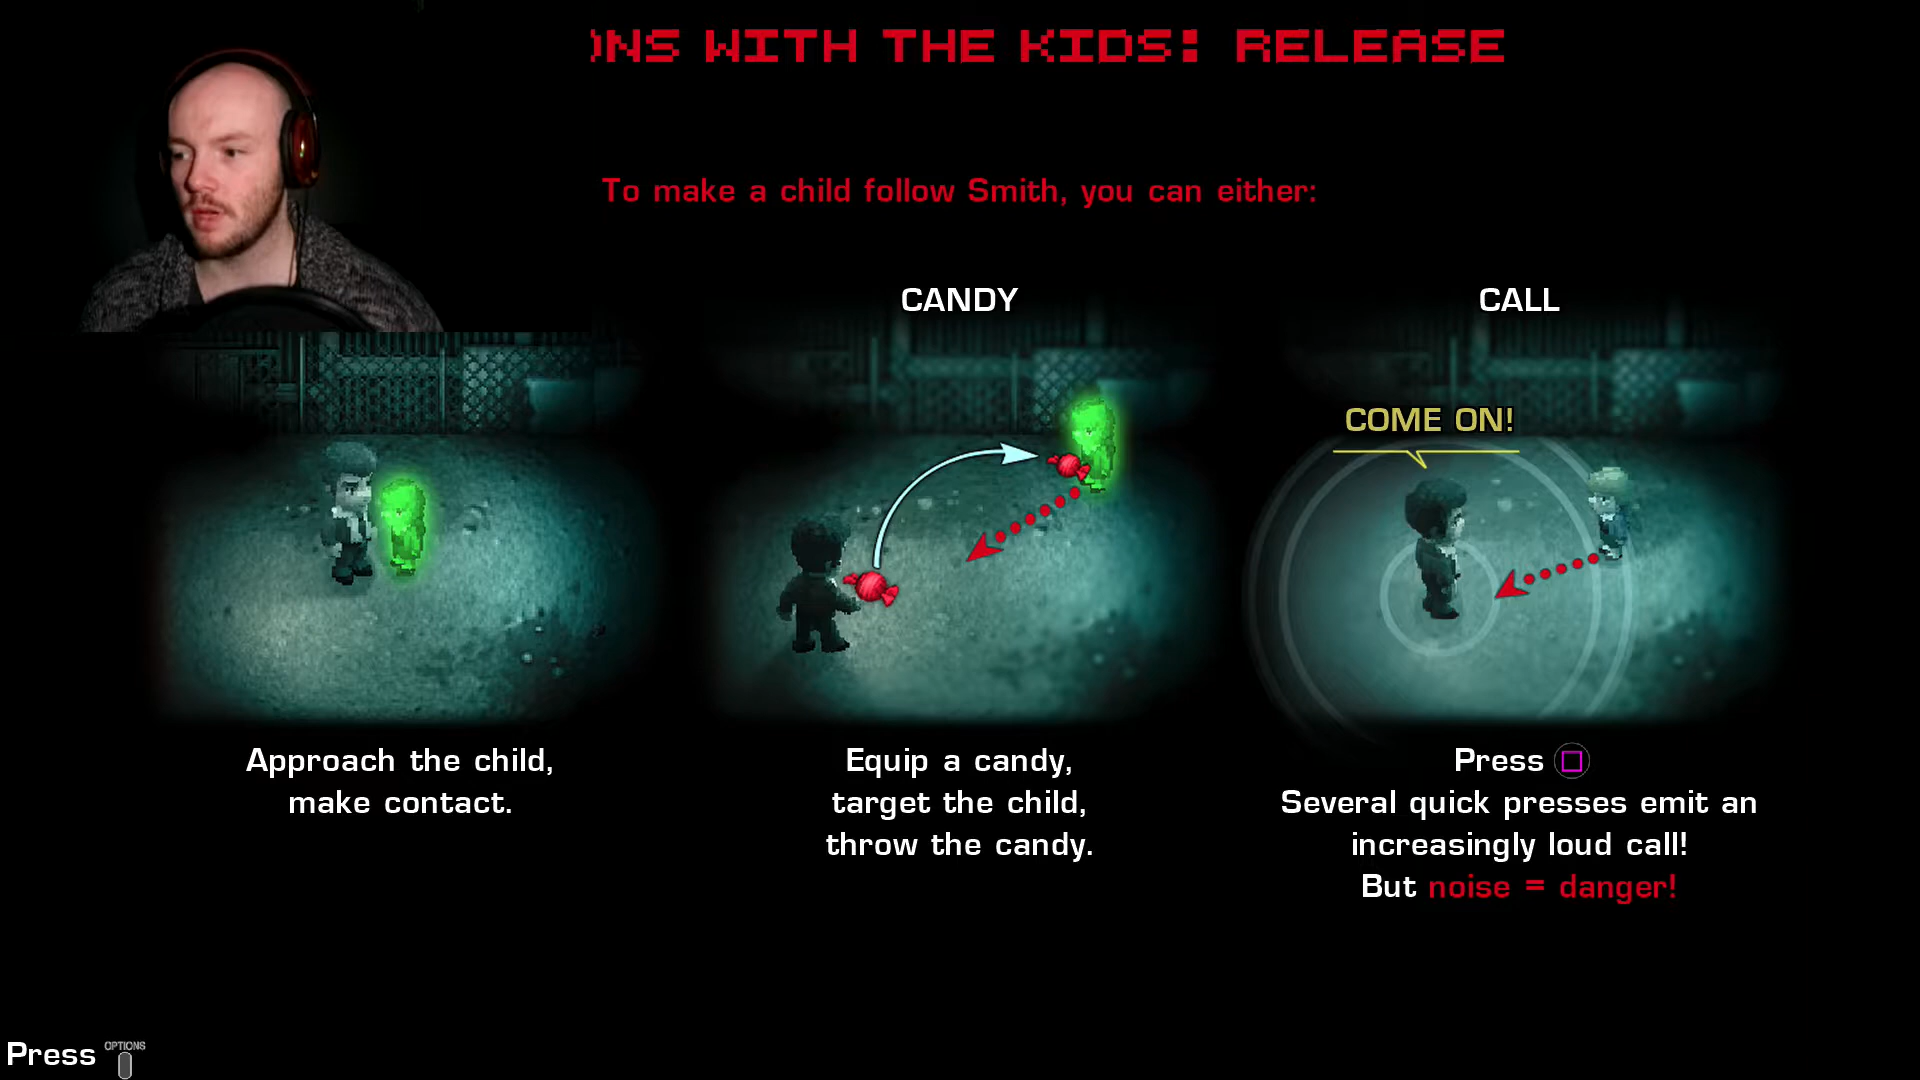 NS WITH THE KIDS: RELEASE
To make a child follow Smith, you can either:
CANDY
CALL
COME ON!
Approach the child,
make contact.
Equip a candy,
target the child,
throw the candy.
Press
Several quick presses emit an
increasingly loud call!
But noise = danger!
Press OPTIONS